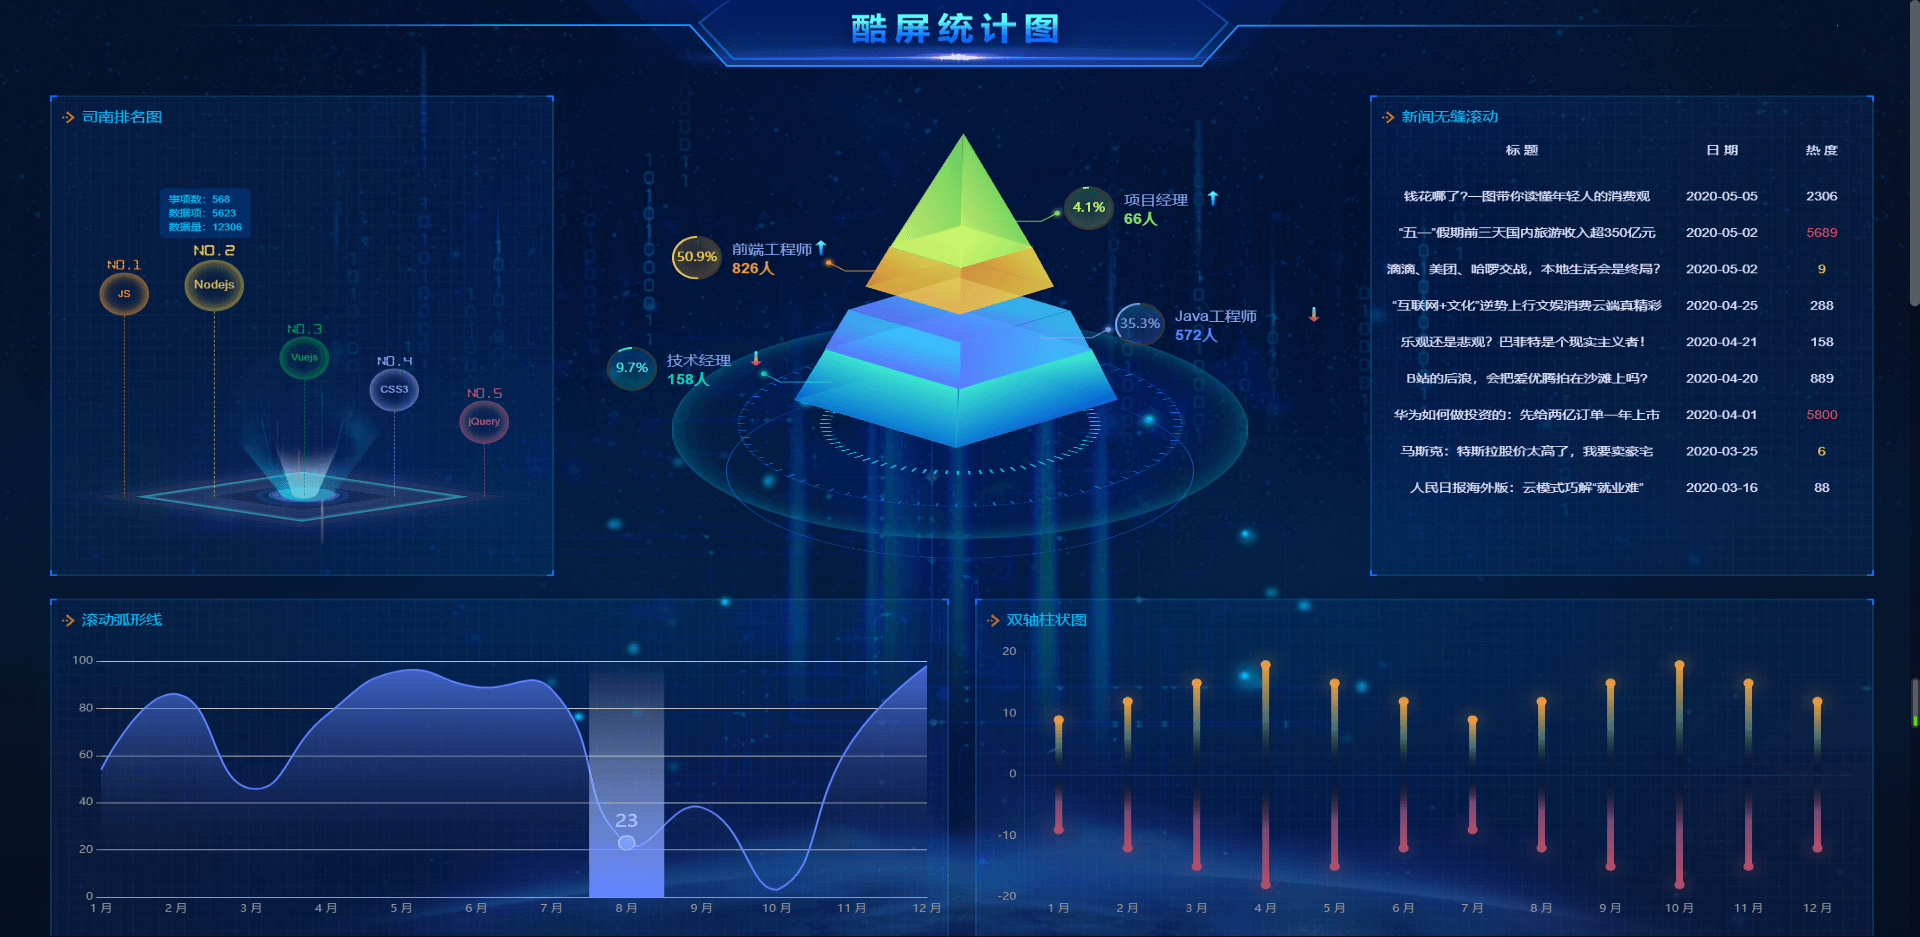 酷屏统计图
司南排名图
事项数：568
数据项：5623
数据量：12306
NO.1
JS
NO.2
Nodejs
NO.3
Vuejs
NO.4
CSS3
NO.5
jQuery
4.1%
项目经理
66人
50.9%
前端工程师
826人
35.3%
Java工程师
572人
9.7%
技术经理
158人
新闻无缝滚动
标 题 日 期 热 度
钱花哪了?一图带你读懂年轻人的消费观 2020-05-05 2306
“五一”假期前三天国内旅游收入超350亿元 2020-05-02 5689
滴滴、美团、哈啰交战，本地生活会是终局? 2020-05-02 9
“互联网+文化”逆势上行文娱消费云端真精彩 2020-04-25 288
乐观还是悲观？巴菲特是个现实主义者！ 2020-04-21 158
B站的后浪，会把爱优腾拍在沙滩上吗? 2020-04-20 889
华为如何做投资的：先给两亿订单一年上市 2020-04-01 5800
马斯克：特斯拉股价太高了，我要卖豪宅 2020-03-25 6
人民日报海外版：云模式巧解“就业难” 2020-03-16 88
滚动弧形线
100
80
60
40
20
0
23
1 月 2 月 3 月 4 月 5 月 6 月 7 月 8 月 9 月 10 月 11 月 12 月
双轴柱状图
20
10
0
-10
-20
1 月 2 月 3 月 4 月 5 月 6 月 7 月 8 月 9 月 10 月 11 月 12 月